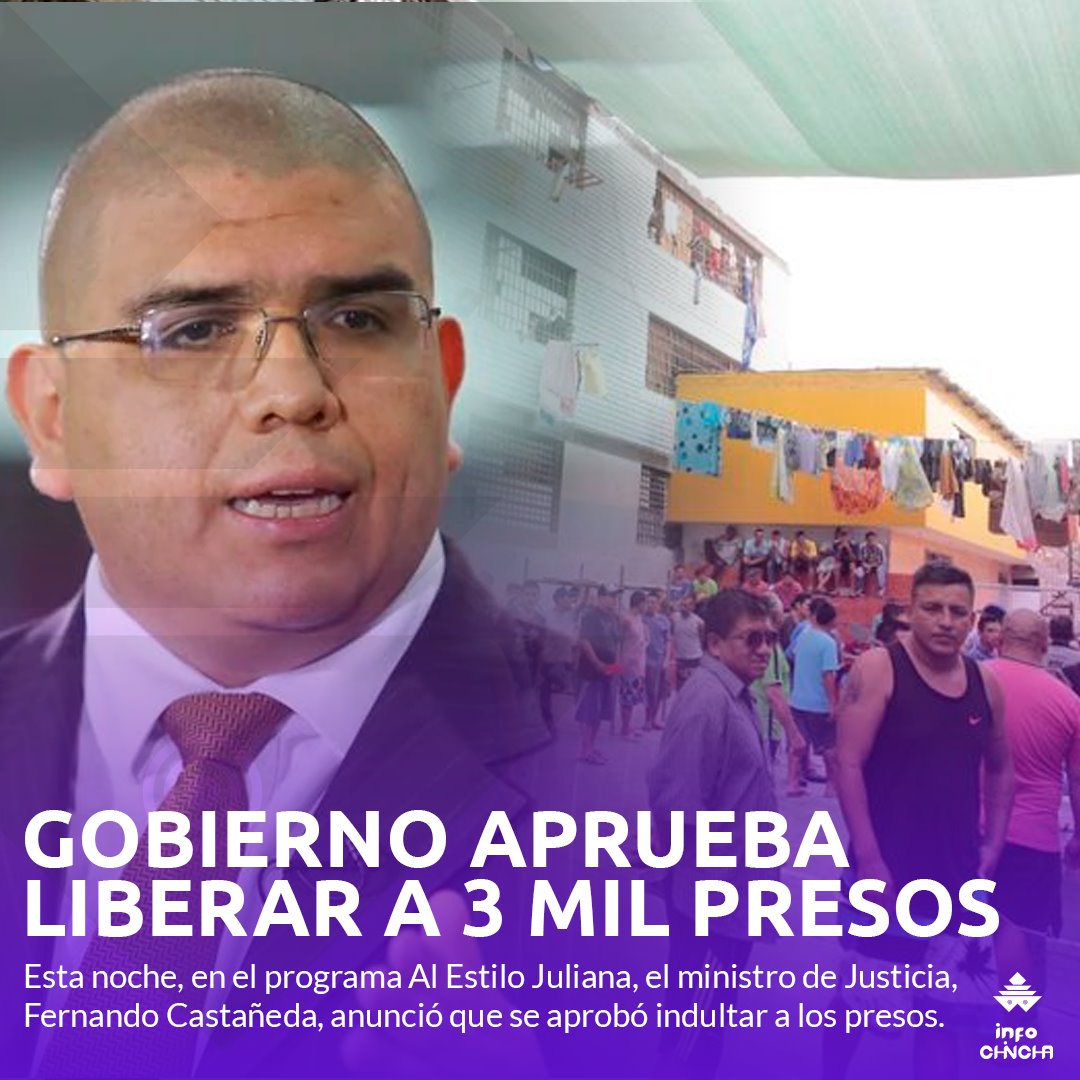 GOBIERNO APRUEBA
LIBERAR A 3 MIL PRESOS
Esta noche, en el programa Al Estilo Juliana, el ministro de Justicia,
Fernando Castañeda, anunció que se aprobó indultar a los presos.
info
CHINCHA